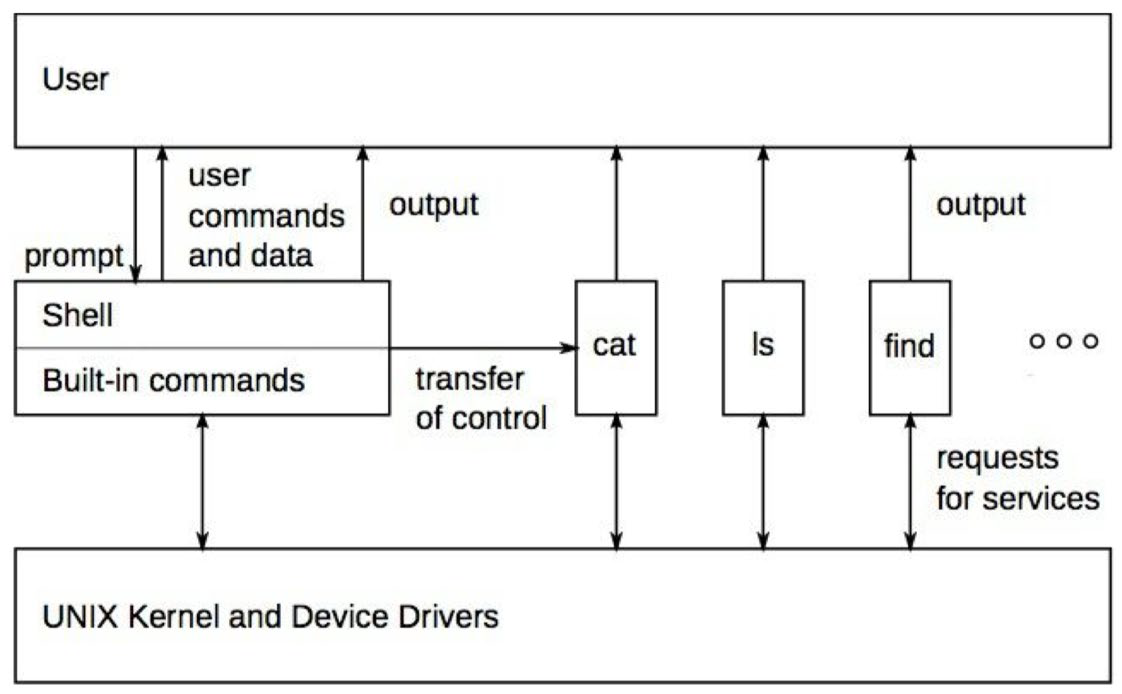 User
user
commands
and data
prompt
output
output
Shell
Built-in commands
transfer
of control
cat
ls
find
requests
for services
UNIX Kernel and Device Drivers